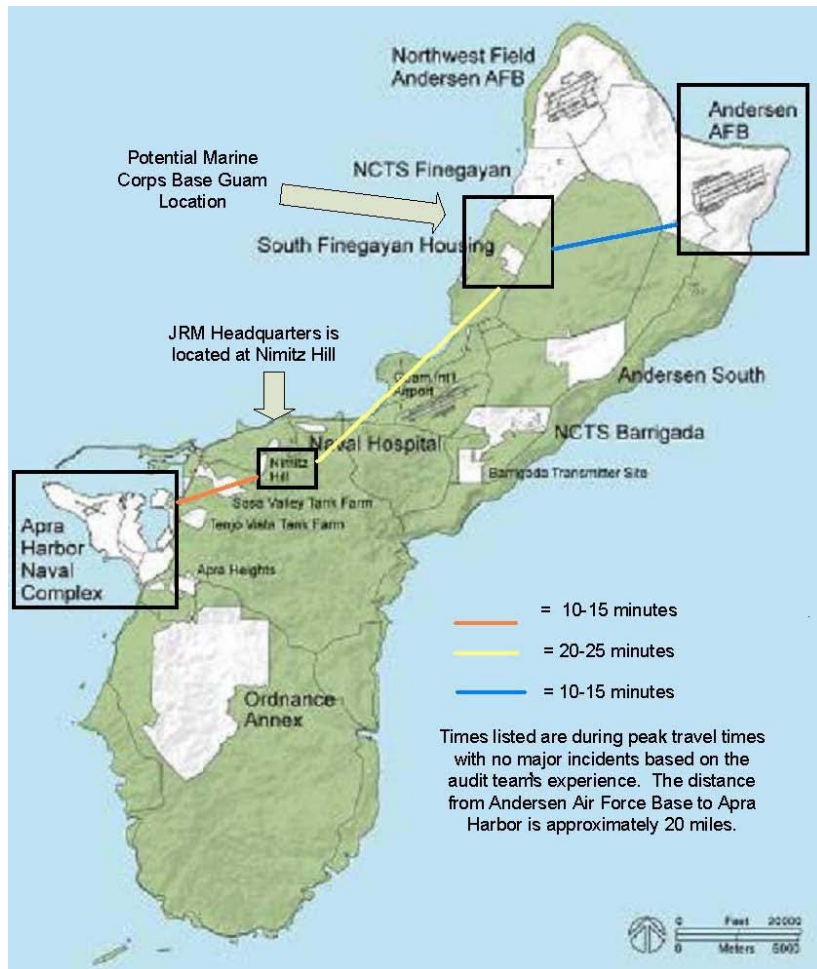 Northwest Field
Andersen AFB
Andersen
AFB
Potential Marine
Corps Base Guam
Location
NCTS Finegayan
South Finegayan Housing
JRM Headquarters is
located at Nimitz Hill
Guam Int'l
Airport
Andersen South
Naval Hospital
NCTS Barrigada
Nimitz
Hill
Barrigada Transmitter Site
Sasa Valley Tank Farm
Tenjo Vista Tank Farm
Apra
Harbor
Naval
Complex
Apra Heights
= 10-15 minutes
= 20-25 minutes
= 10-15 minutes
Ordnance
Annex
Times listed are during peak travel times
with no major incidents based on the
audit team's experience. The distance
from Andersen Air Force Base to Apra
Harbor is approximately 20 miles.
0 Feet 20000
0 Meters 5000